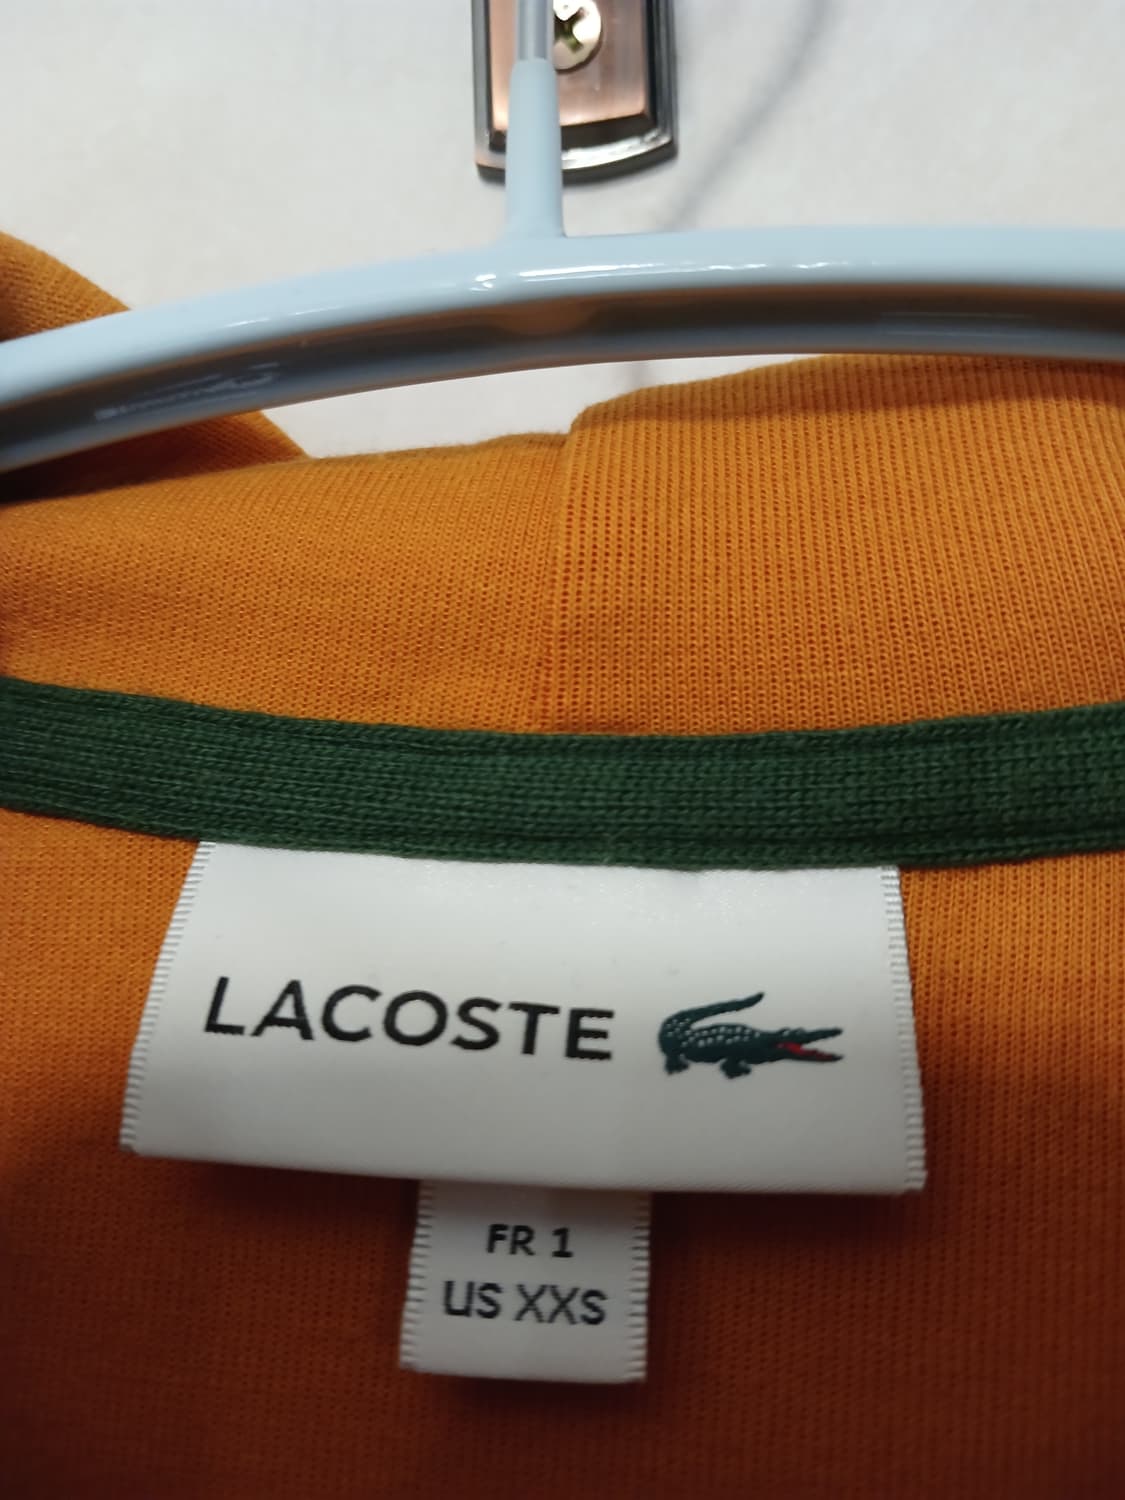 LACOSTE
FR 1
US XXS